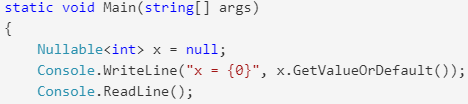 static void Main(string[] args)
{
    Nullable<int> x = null;
    Console.WriteLine("x = {0}", x.GetValueOrDefault());
    Console.ReadLine();